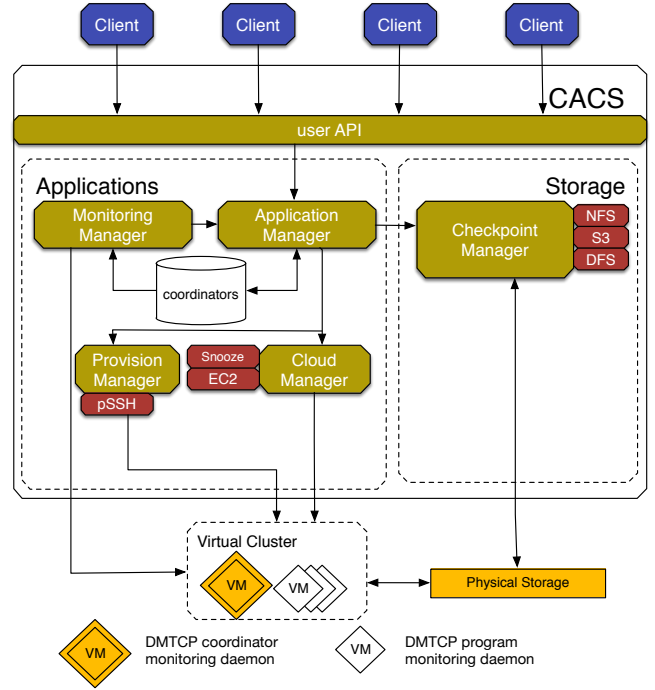 Client
Client
Client
Client
CACS
user API
Applications
Storage
Monitoring
Manager
Application
Manager
Checkpoint
Manager
NFS
S3
DFS
coordinators
Provision
Manager
pSSH
Snooze
EC2
Cloud
Manager
Virtual Cluster
VM
VM
Physical Storage
VM
DMTCP coordinator
monitoring daemon
VM
DMTCP program
monitoring daemon